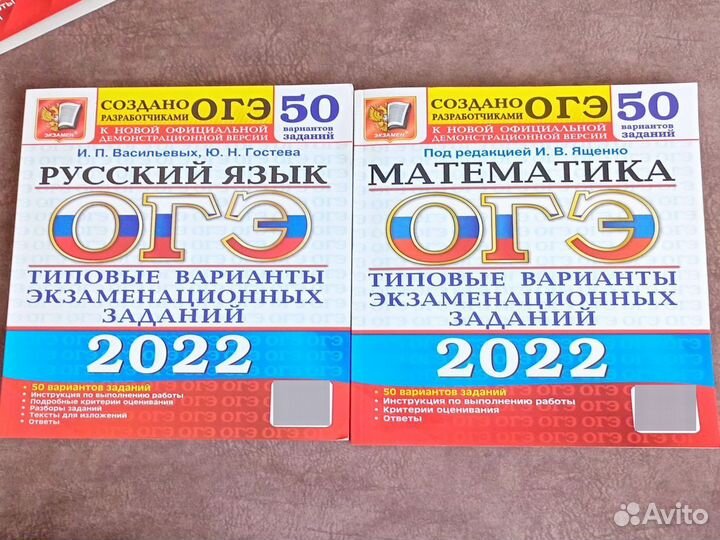 СОЗДАНО
РАЗРАБОТЧИКАМИ ОГЭ
К НОВОЙ ОФИЦИАЛЬНОЙ
ДЕМОНСТРАЦИОННОЙ ВЕРСИИ
50
вариантов
заданий
ЭКЗАМЕН
И. П. Васильевых, Ю. Н. Гостева
РУССКИЙ ЯЗЫК
ОГЭ
ТИПОВЫЕ ВАРИАНТЫ
ЭКЗАМЕНАЦИОННЫХ
ЗАДАНИЙ
2022
• 50 вариантов заданий
• Инструкция по выполнению работы
• Подробные критерии оценивания
• Разборы заданий
• Тексты для изложений
• Ответы
СОЗДАНО
РАЗРАБОТЧИКАМИ ОГЭ
К НОВОЙ ОФИЦИАЛЬНОЙ
ДЕМОНСТРАЦИОННОЙ ВЕРСИИ
50
вариантов
заданий
ЭКЗАМЕН
Под редакцией И. В. Ященко
МАТЕМАТИКА
ОГЭ
ТИПОВЫЕ ВАРИАНТЫ
ЭКЗАМЕНАЦИОННЫХ
ЗАДАНИЙ
2022
• 50 вариантов заданий
• Инструкция по выполнению работы
• Критерии оценивания
• Ответы
Avito